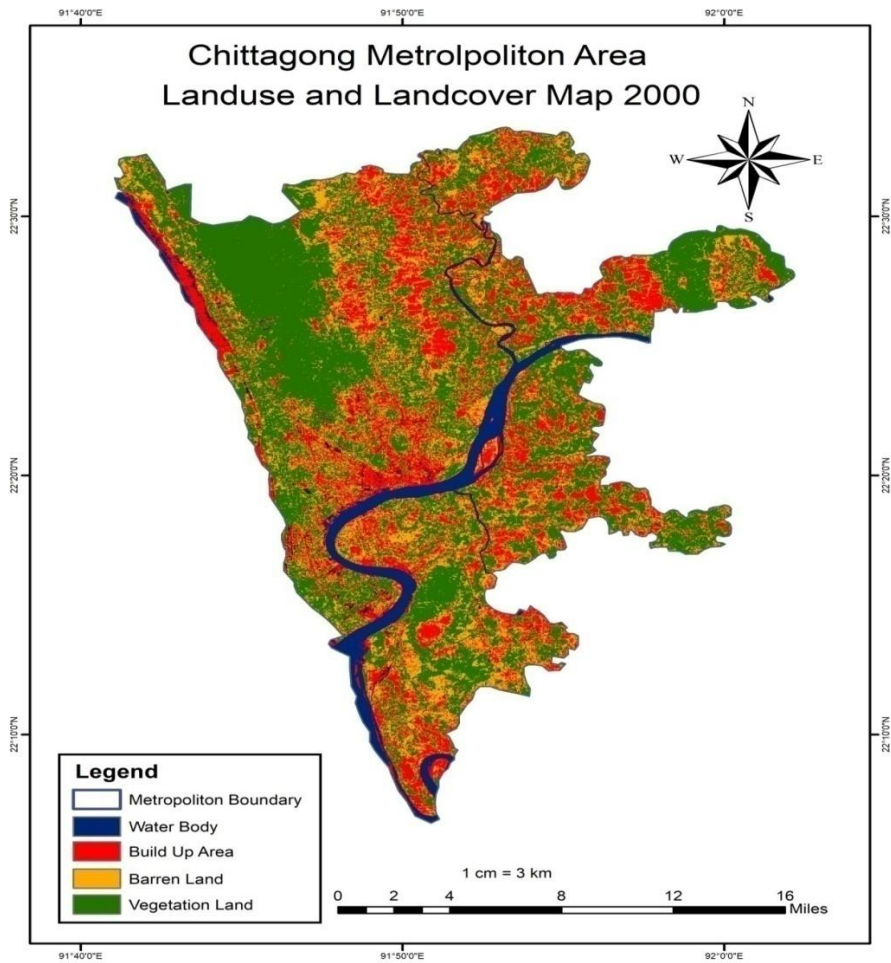 91°40'0"E 91°50'0"E 92°0'0"E
Chittagong Metrolpoliton Area
Landuse and Landcover Map 2000
N
W E
S
22°30'0"N 22°30'0"N
22°20'0"N 22°20'0"N
22°10'0"N 22°10'0"N
Legend
Metropoliton Boundary
Water Body
Build Up Area
Barren Land
Vegetation Land
1 cm = 3 km
0 2 4 8 12 16
Miles
91°40'0"E 91°50'0"E 92°0'0"E